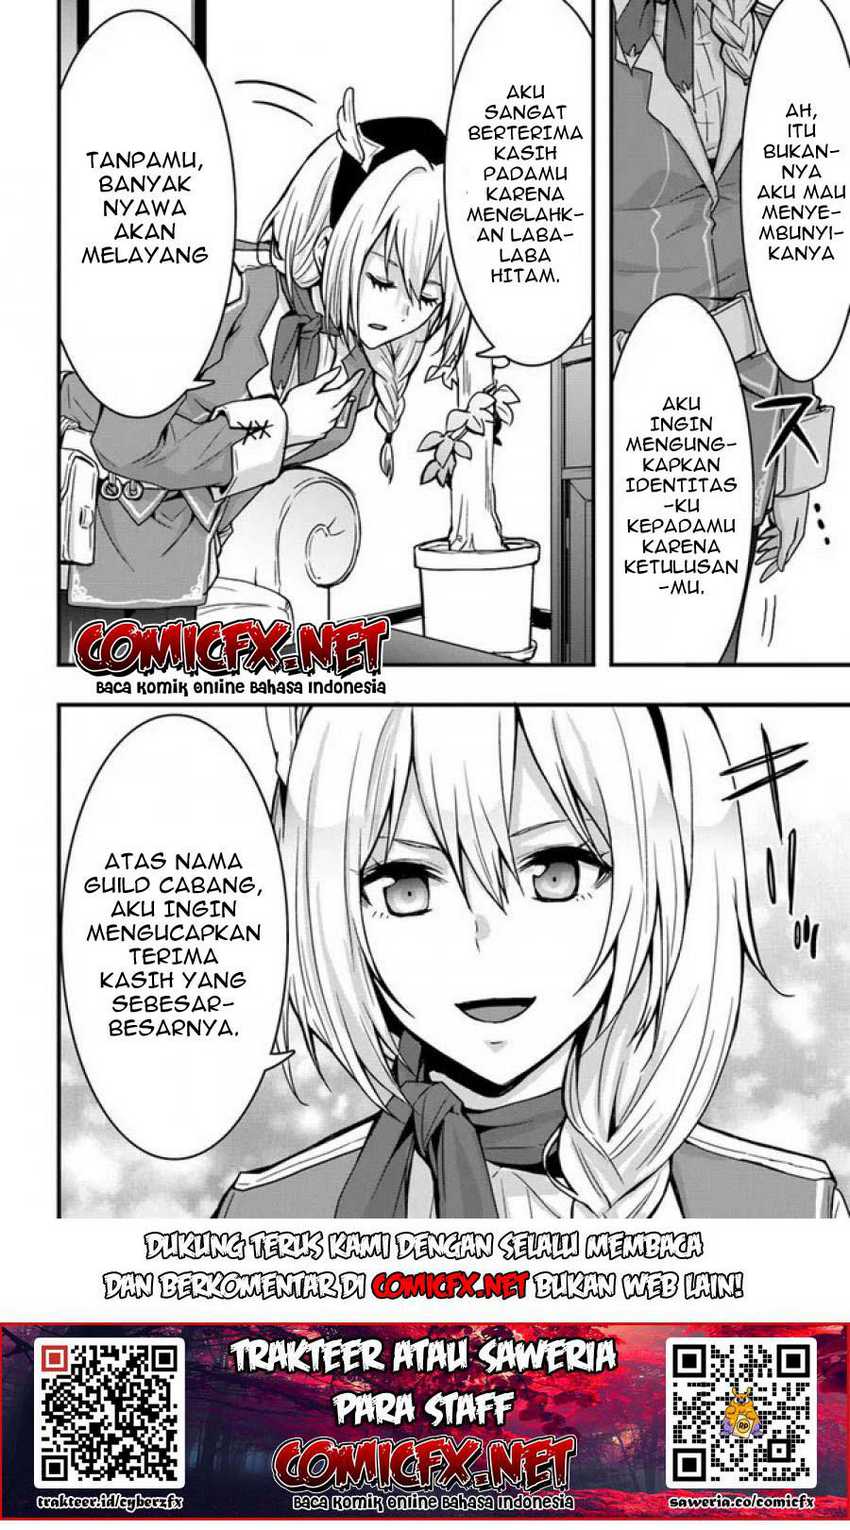 AH,
ITU
BUKAN-
NYA
AKU MAU
MENYE-
MBUNYI-
KANYA
AKU
INGIN
MENGUNG-
KAPKAN
IDENTITAS
-KU
KEPADAMU
KARENA
KETULUSAN
-MU.
ス
AKU
SANGAT
BERTERIMA
KASIH
PADAMU
KARENA
MENGLAHK-
AN LABA-
LABA
HITAM.
TANPAMU,
BANYAK
NYAWA
AKAN
MELAYANG
COMICFX.NET
BACA KOMIK ONLINE BAHASA INDONESIA
ATAS NAMA
GUILD CABANG,
AKU INGIN
MENGUCAPKAN
TERIMA
KASIH YANG
SEBESAR-
BESARNYA.
DUKUNG TERUS KAMI DENGAN SELALU MEMBACA
DAN BERKOMENTAR DI COMICFX.NET BUKAN WEB LAIN!
TRAKTEER ATAU SAWERIA
PARA STAFF
COMICFX.NET
BACA KOMIK ONLINE BAHASA INDONESIA
trakteer.id/cyberzfx
RP
saweria.co/comicfx